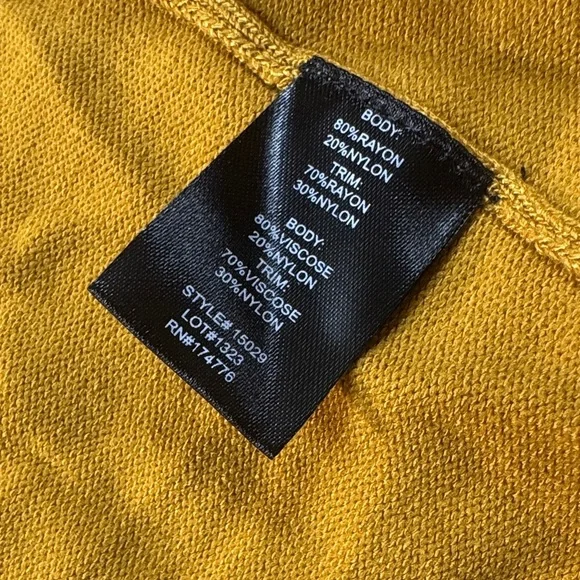 BODY:
80%RAYON
20%NYLON
TRIM:
70%RAYON
30%NYLON
BODY:
80%VISCOSE
20%NYLON
TRIM:
70%VISCOSE
30%NYLON
STYLE# 15029
LOT#1323
RN#174776